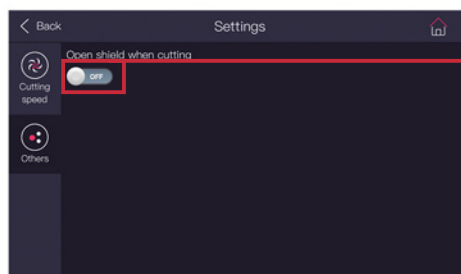 Back
Settings
Open shield when cutting
OFF
Cutting
speed
Others